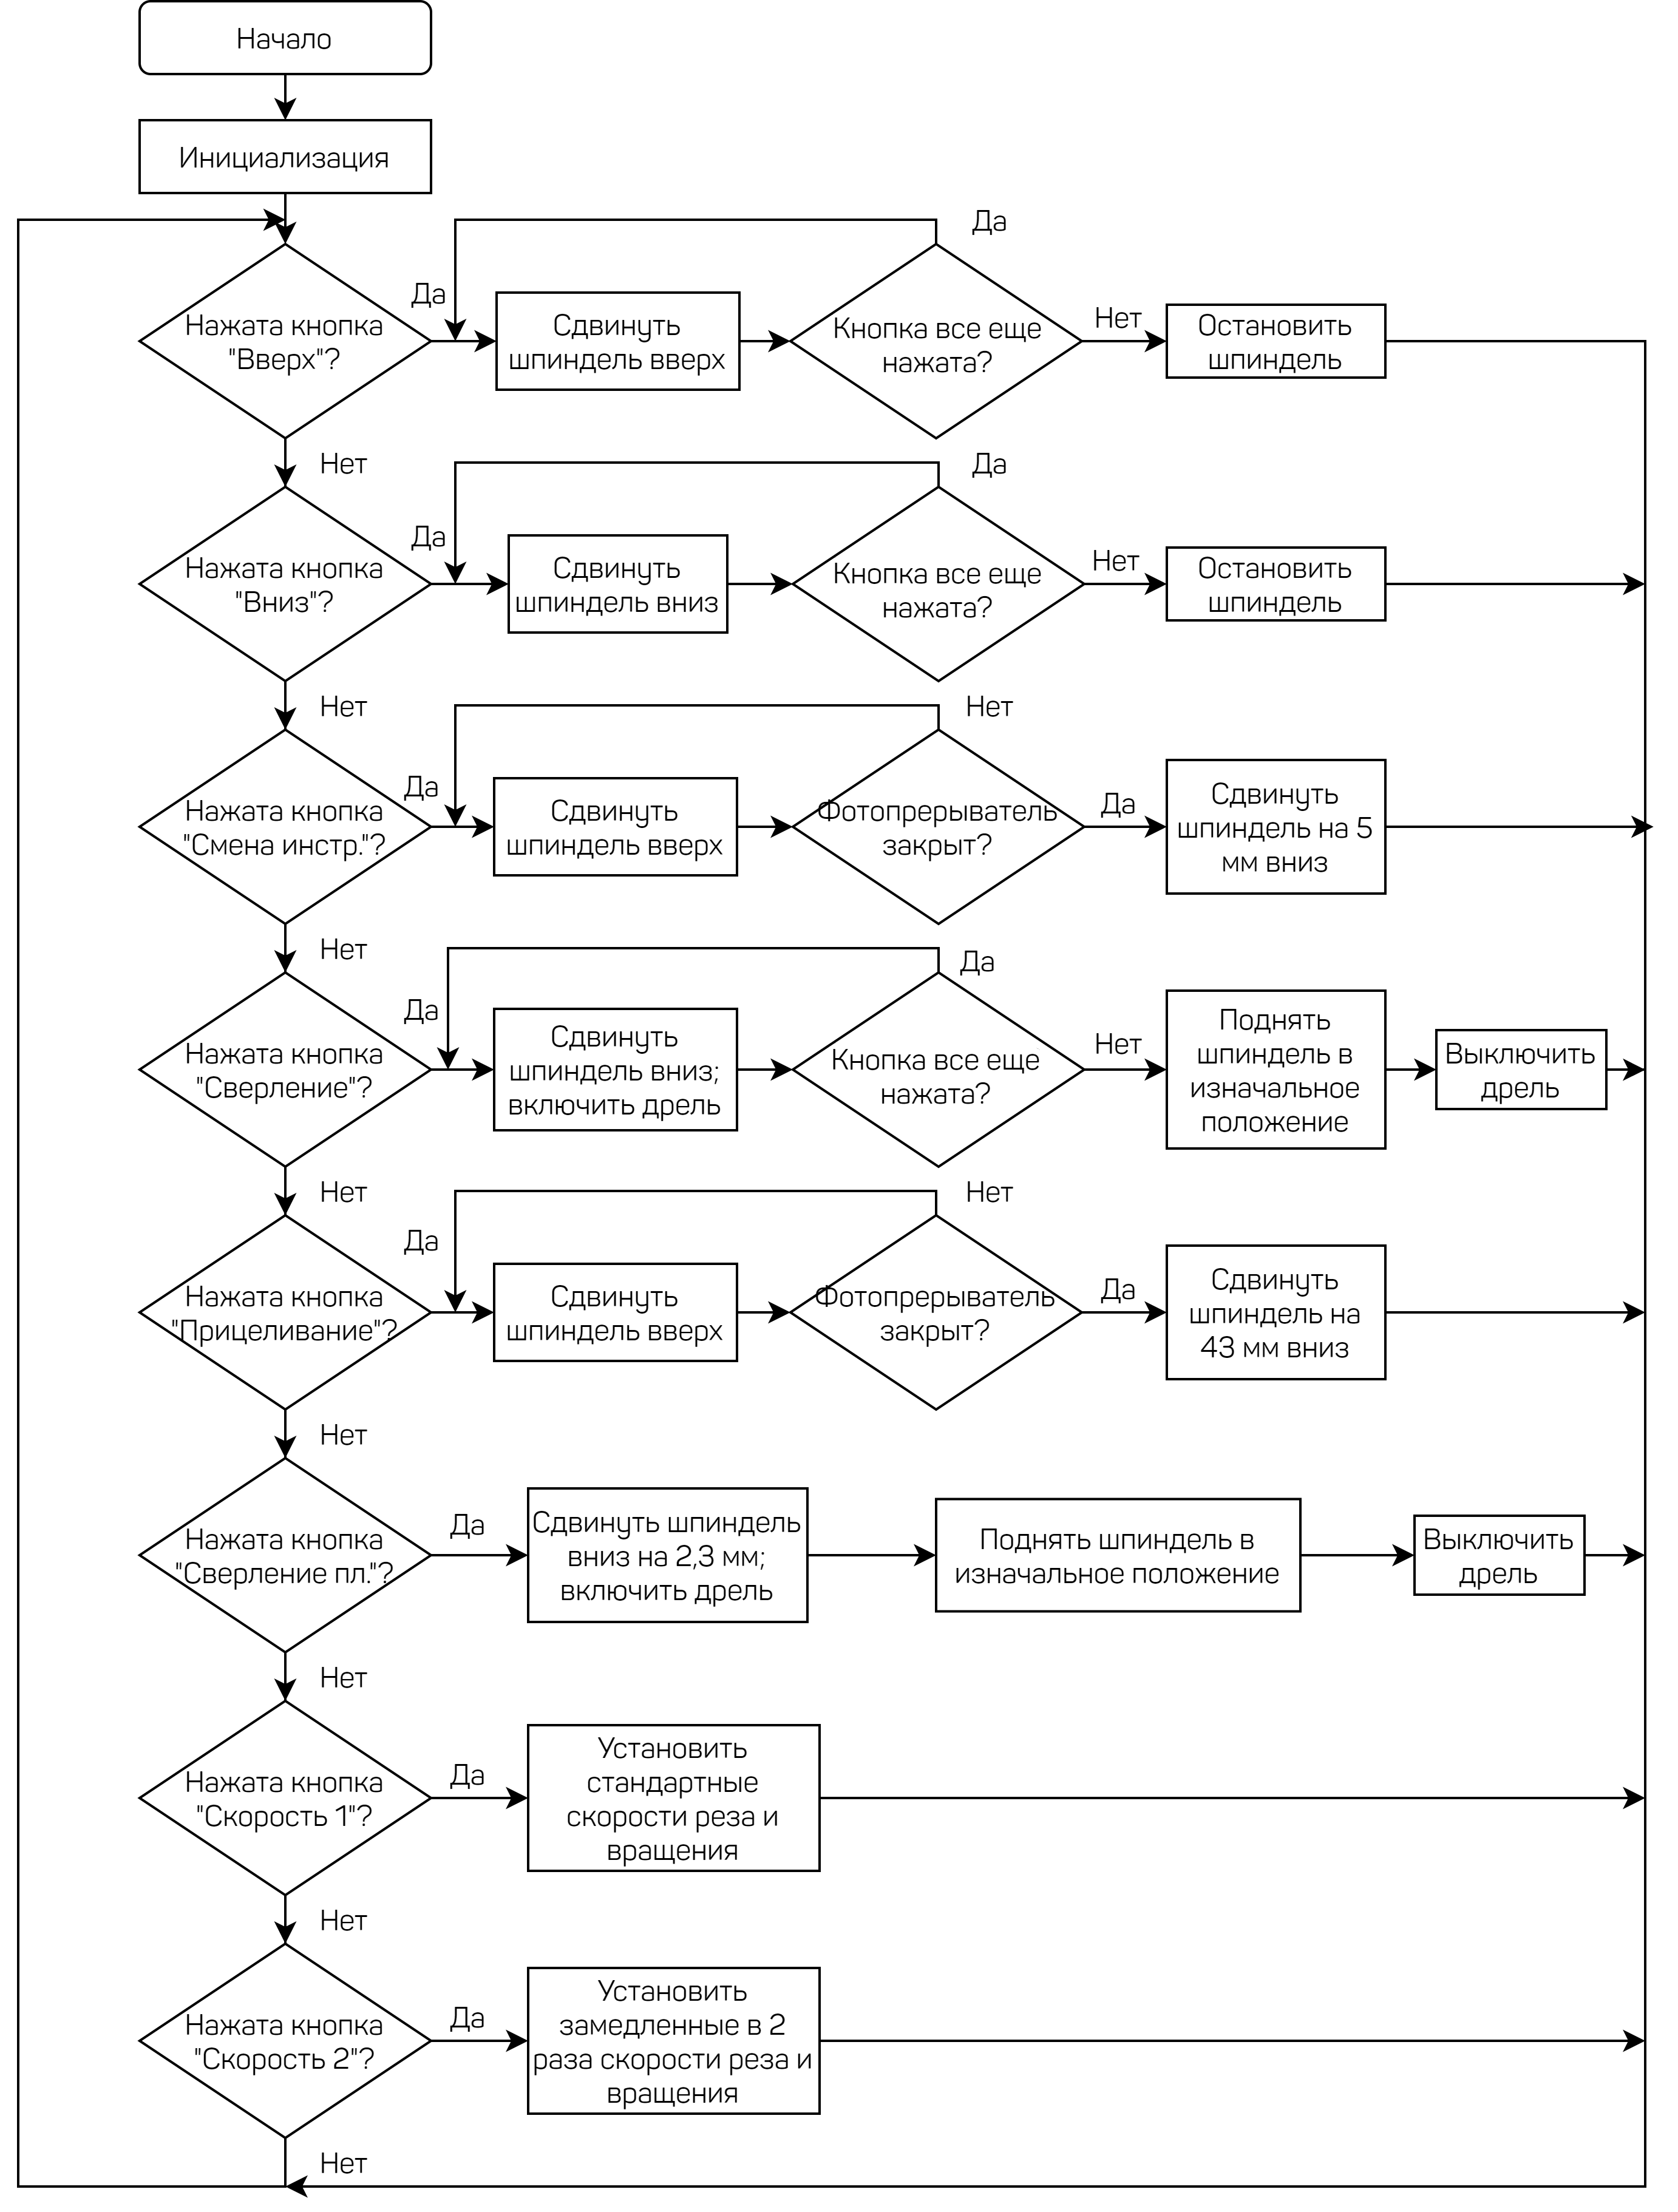 Начало
Инициализация
Да
Да
Нажата кнопка
"Вверх"?
Сдвинуть
шпиндель вверх
Кнопка все еще
нажата?
Нет
Остановить
шпиндель
Нет
Да
Да
Нажата кнопка
"Вниз"?
Сдвинуть
шпиндель вниз
Кнопка все еще
нажата?
Нет
Остановить
шпиндель
Нет
Нет
Да
Нажата кнопка
"Смена инстр."?
Сдвинуть
шпиндель вверх
Фотопрерыватель
закрыт?
Да
Сдвинуть
шпиндель на 5
мм вниз
Нет
Да
Да
Нажата кнопка
"Сверление"?
Сдвинуть
шпиндель вниз;
включить дрель
Кнопка все еще
нажата?
Нет
Поднять
шпиндель в
изначальное
положение
Выключить
дрель
Нет
Нет
Да
Нажата кнопка
"Прицеливание"?
Сдвинуть
шпиндель вверх
Фотопрерыватель
закрыт?
Да
Сдвинуть
шпиндель на
43 мм вниз
Нет
Да
Нажата кнопка
"Сверление пл."?
Сдвинуть шпиндель
вниз на 2,3 мм;
включить дрель
Поднять шпиндель в
изначальное положение
Выключить
дрель
Нет
Да
Нажата кнопка
"Скорость 1"?
Установить
стандартные
скорости реза и
вращения
Нет
Да
Нажата кнопка
"Скорость 2"?
Установить
замедленные в 2
раза скорости реза и
вращения
Нет